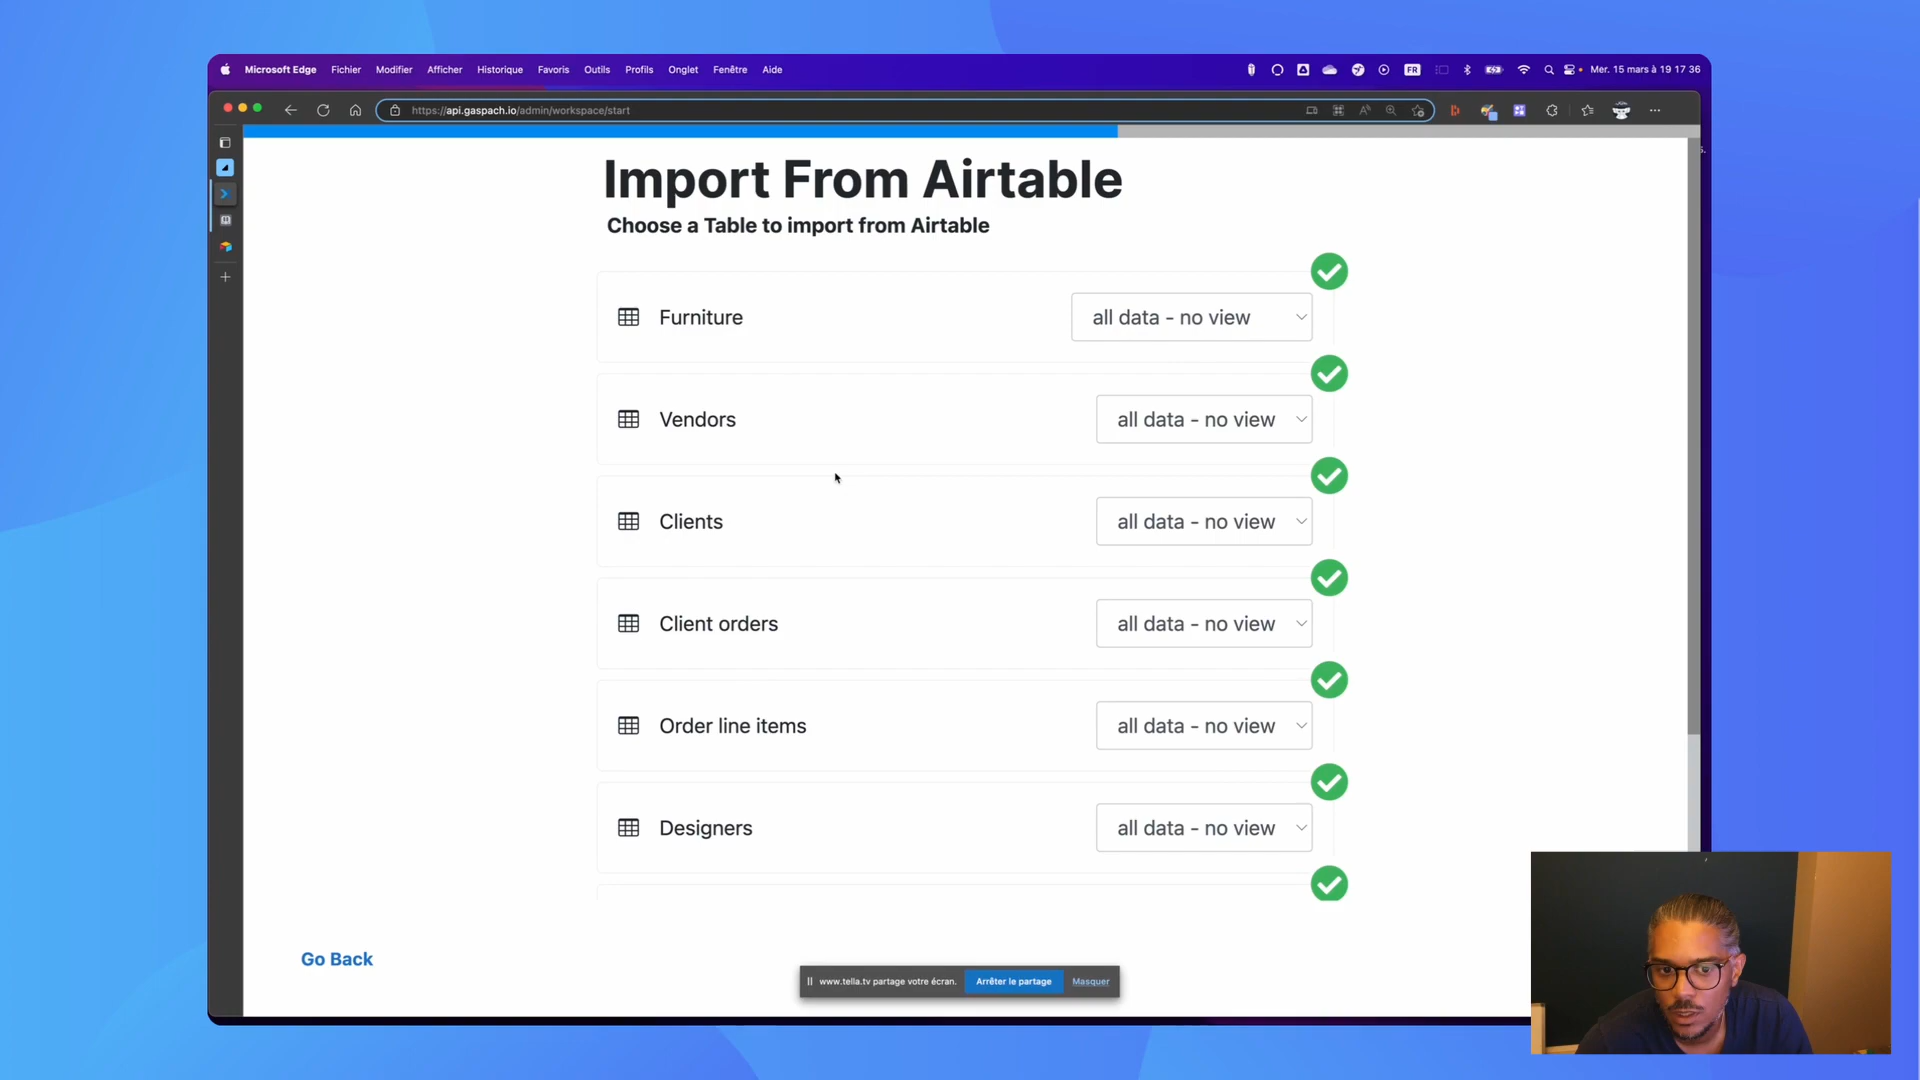 Microsoft Edge Fichier Modifier Afficher Historique Favoris Outils Profils Onglet Fenêtre Aide FR Mer. 15 mars à 19 17 36
https://api.gaspach.io/admin/workspace/start
Import From Airtable
Choose a Table to import from Airtable
Furniture all data - no view
Vendors all data - no view
Clients all data - no view
Client orders all data - no view
Order line items all data - no view
Designers all data - no view
Go Back
www.tella.tv partage votre écran. Arrêter le partage Masquer